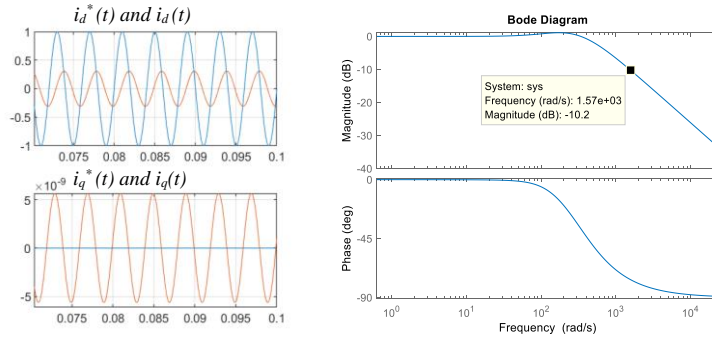 i_d^*(t) and i_d(t)
1
0.5
0
-0.5
-1
0.075 0.08 0.085 0.09 0.095 0.1
i_q^*(t) and i_q(t)
×10^-9
5
0
-5
0.075 0.08 0.085 0.09 0.095 0.1
Bode Diagram
Magnitude (dB)
0
-10
-20
-30
-40
System: sys
Frequency (rad/s): 1.57e+03
Magnitude (dB): -10.2
Phase (deg)
0
-45
-90
10^0 10^1 10^2 10^3 10^4
Frequency (rad/s)